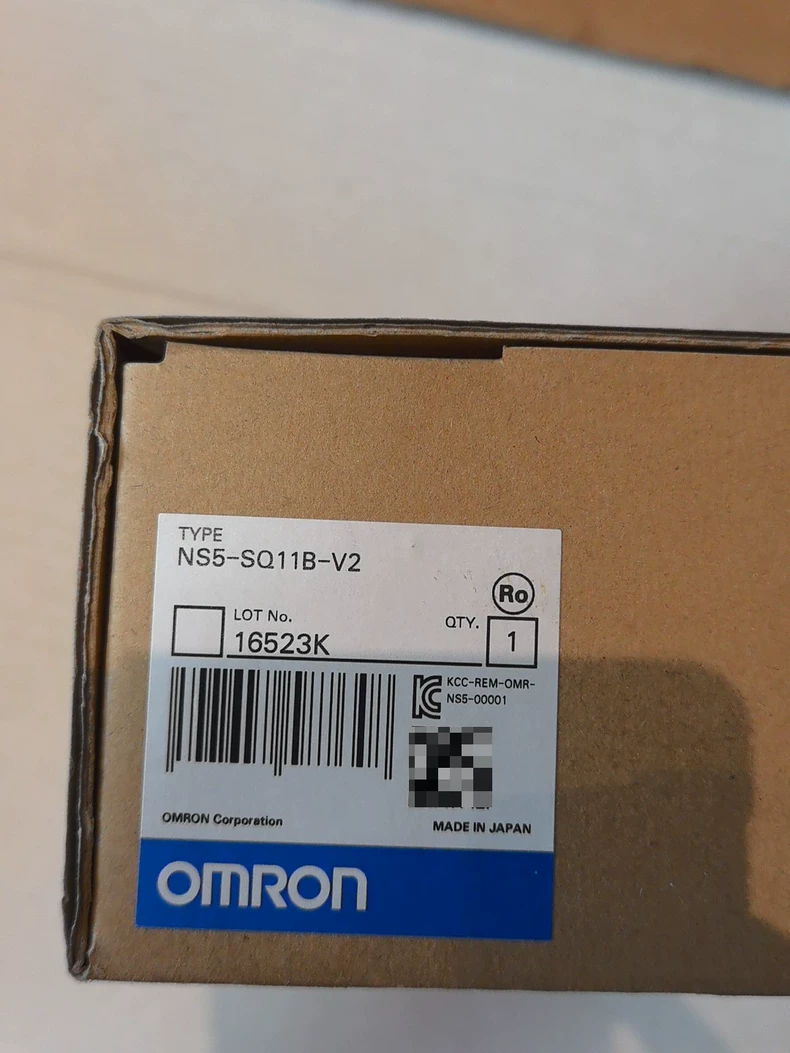 TYPE
NS5-SQ11B-V2
Ro
LOT No.
16523K
QTY.
1
KCC-REM-OMR-
NS5-00001
OMRON Corporation
MADE IN JAPAN
OMRON